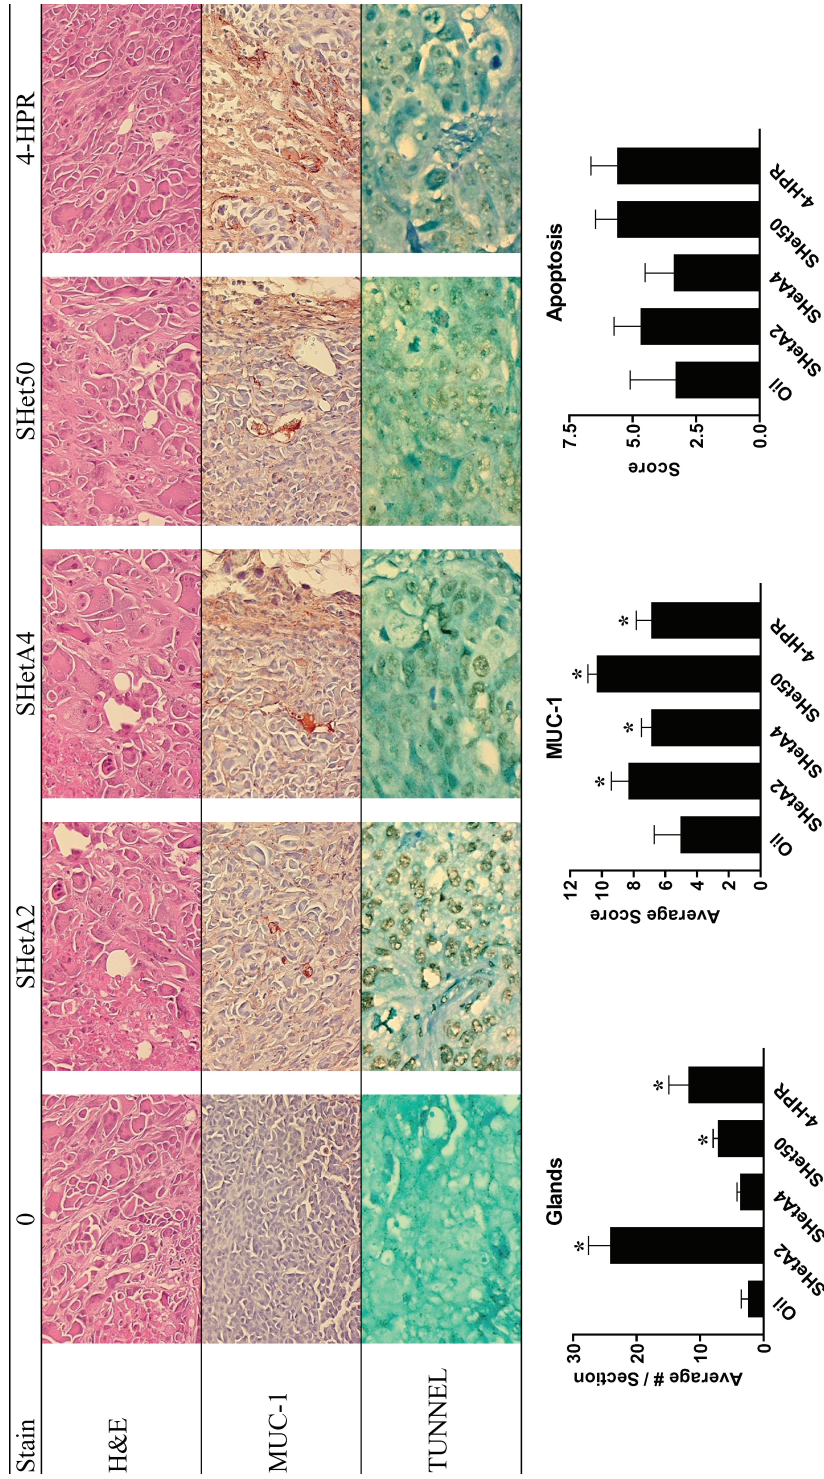 Stain 0 SHetA2 SHetA4 SHet50 4-HPR
H&E
MUC-1
TUNNEL
Glands
Average # / Section
30
20
10
0
Oil
SHetA2
SHetA4
SHet50
4-HPR
*
*
*
MUC-1
Average Score
12
10
8
6
4
2
0
Oil
SHetA2
SHetA4
SHet50
4-HPR
*
*
*
*
Apoptosis
Score
7.5
5.0
2.5
0.0
Oil
SHetA2
SHetA4
SHet50
4-HPR